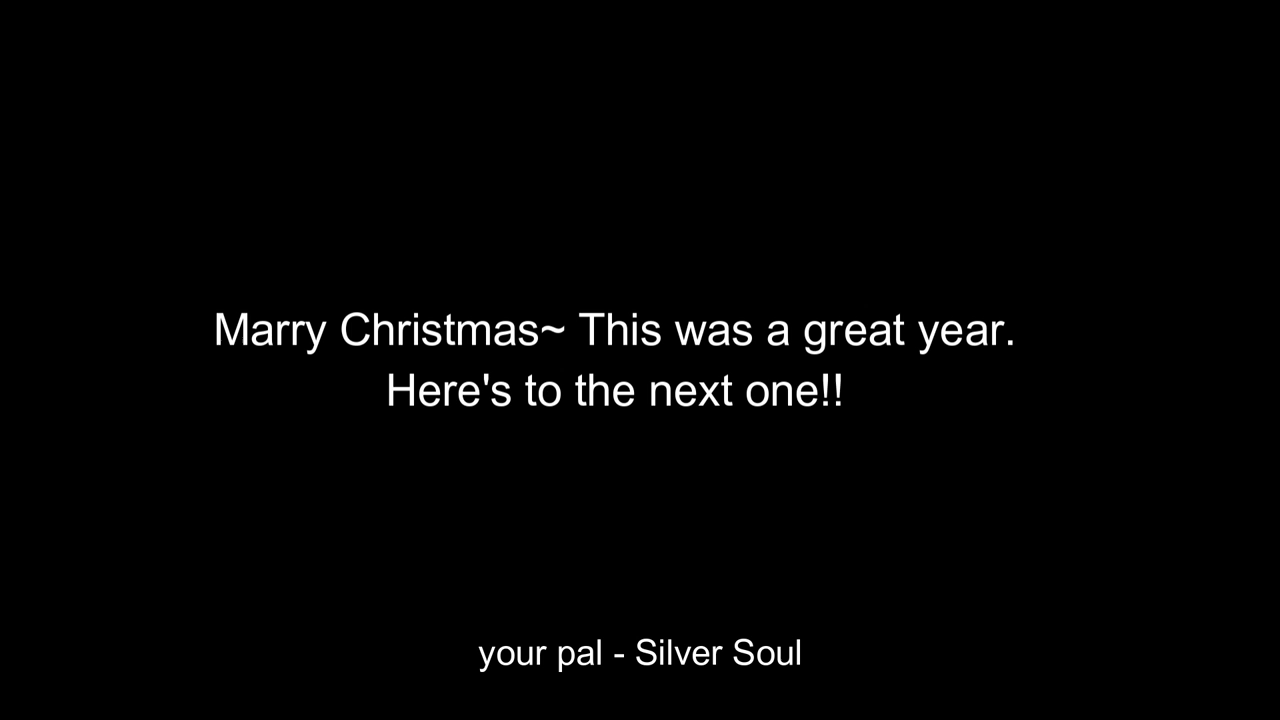 Marry Christmas~ This was a great year.
Here's to the next one!!
your pal - Silver Soul